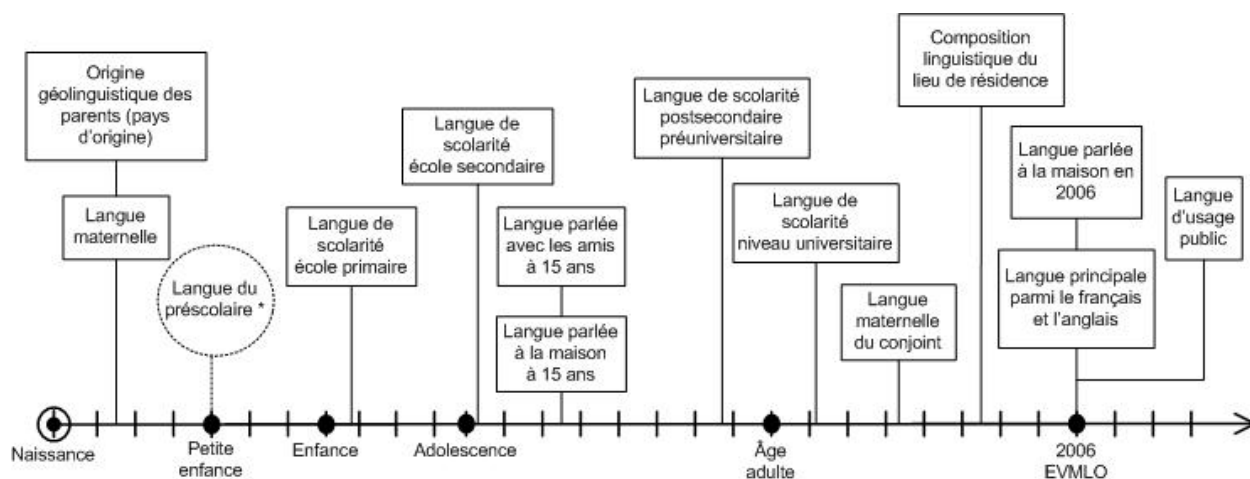 Origine
géolinguistique des
parents (pays
d'origine)
Langue
maternelle
Langue du
préscolaire *
Langue de
scolarité
école primaire
Langue de
scolarité
école secondaire
Langue parlée
avec les amis
à 15 ans
Langue parlée
à la maison
à 15 ans
Langue de scolarité
postsecondaire
préuniversitaire
Langue de
scolarité
niveau universitaire
Langue
maternelle
du conjoint
Composition
linguistique du
lieu de résidence
Langue parlée
à la maison en
2006
Langue principale
parmi le français
et l'anglais
Langue
d'usage
public
Naissance
Petite
enfance
Enfance
Adolescence
Âge
adulte
2006
EVMLO